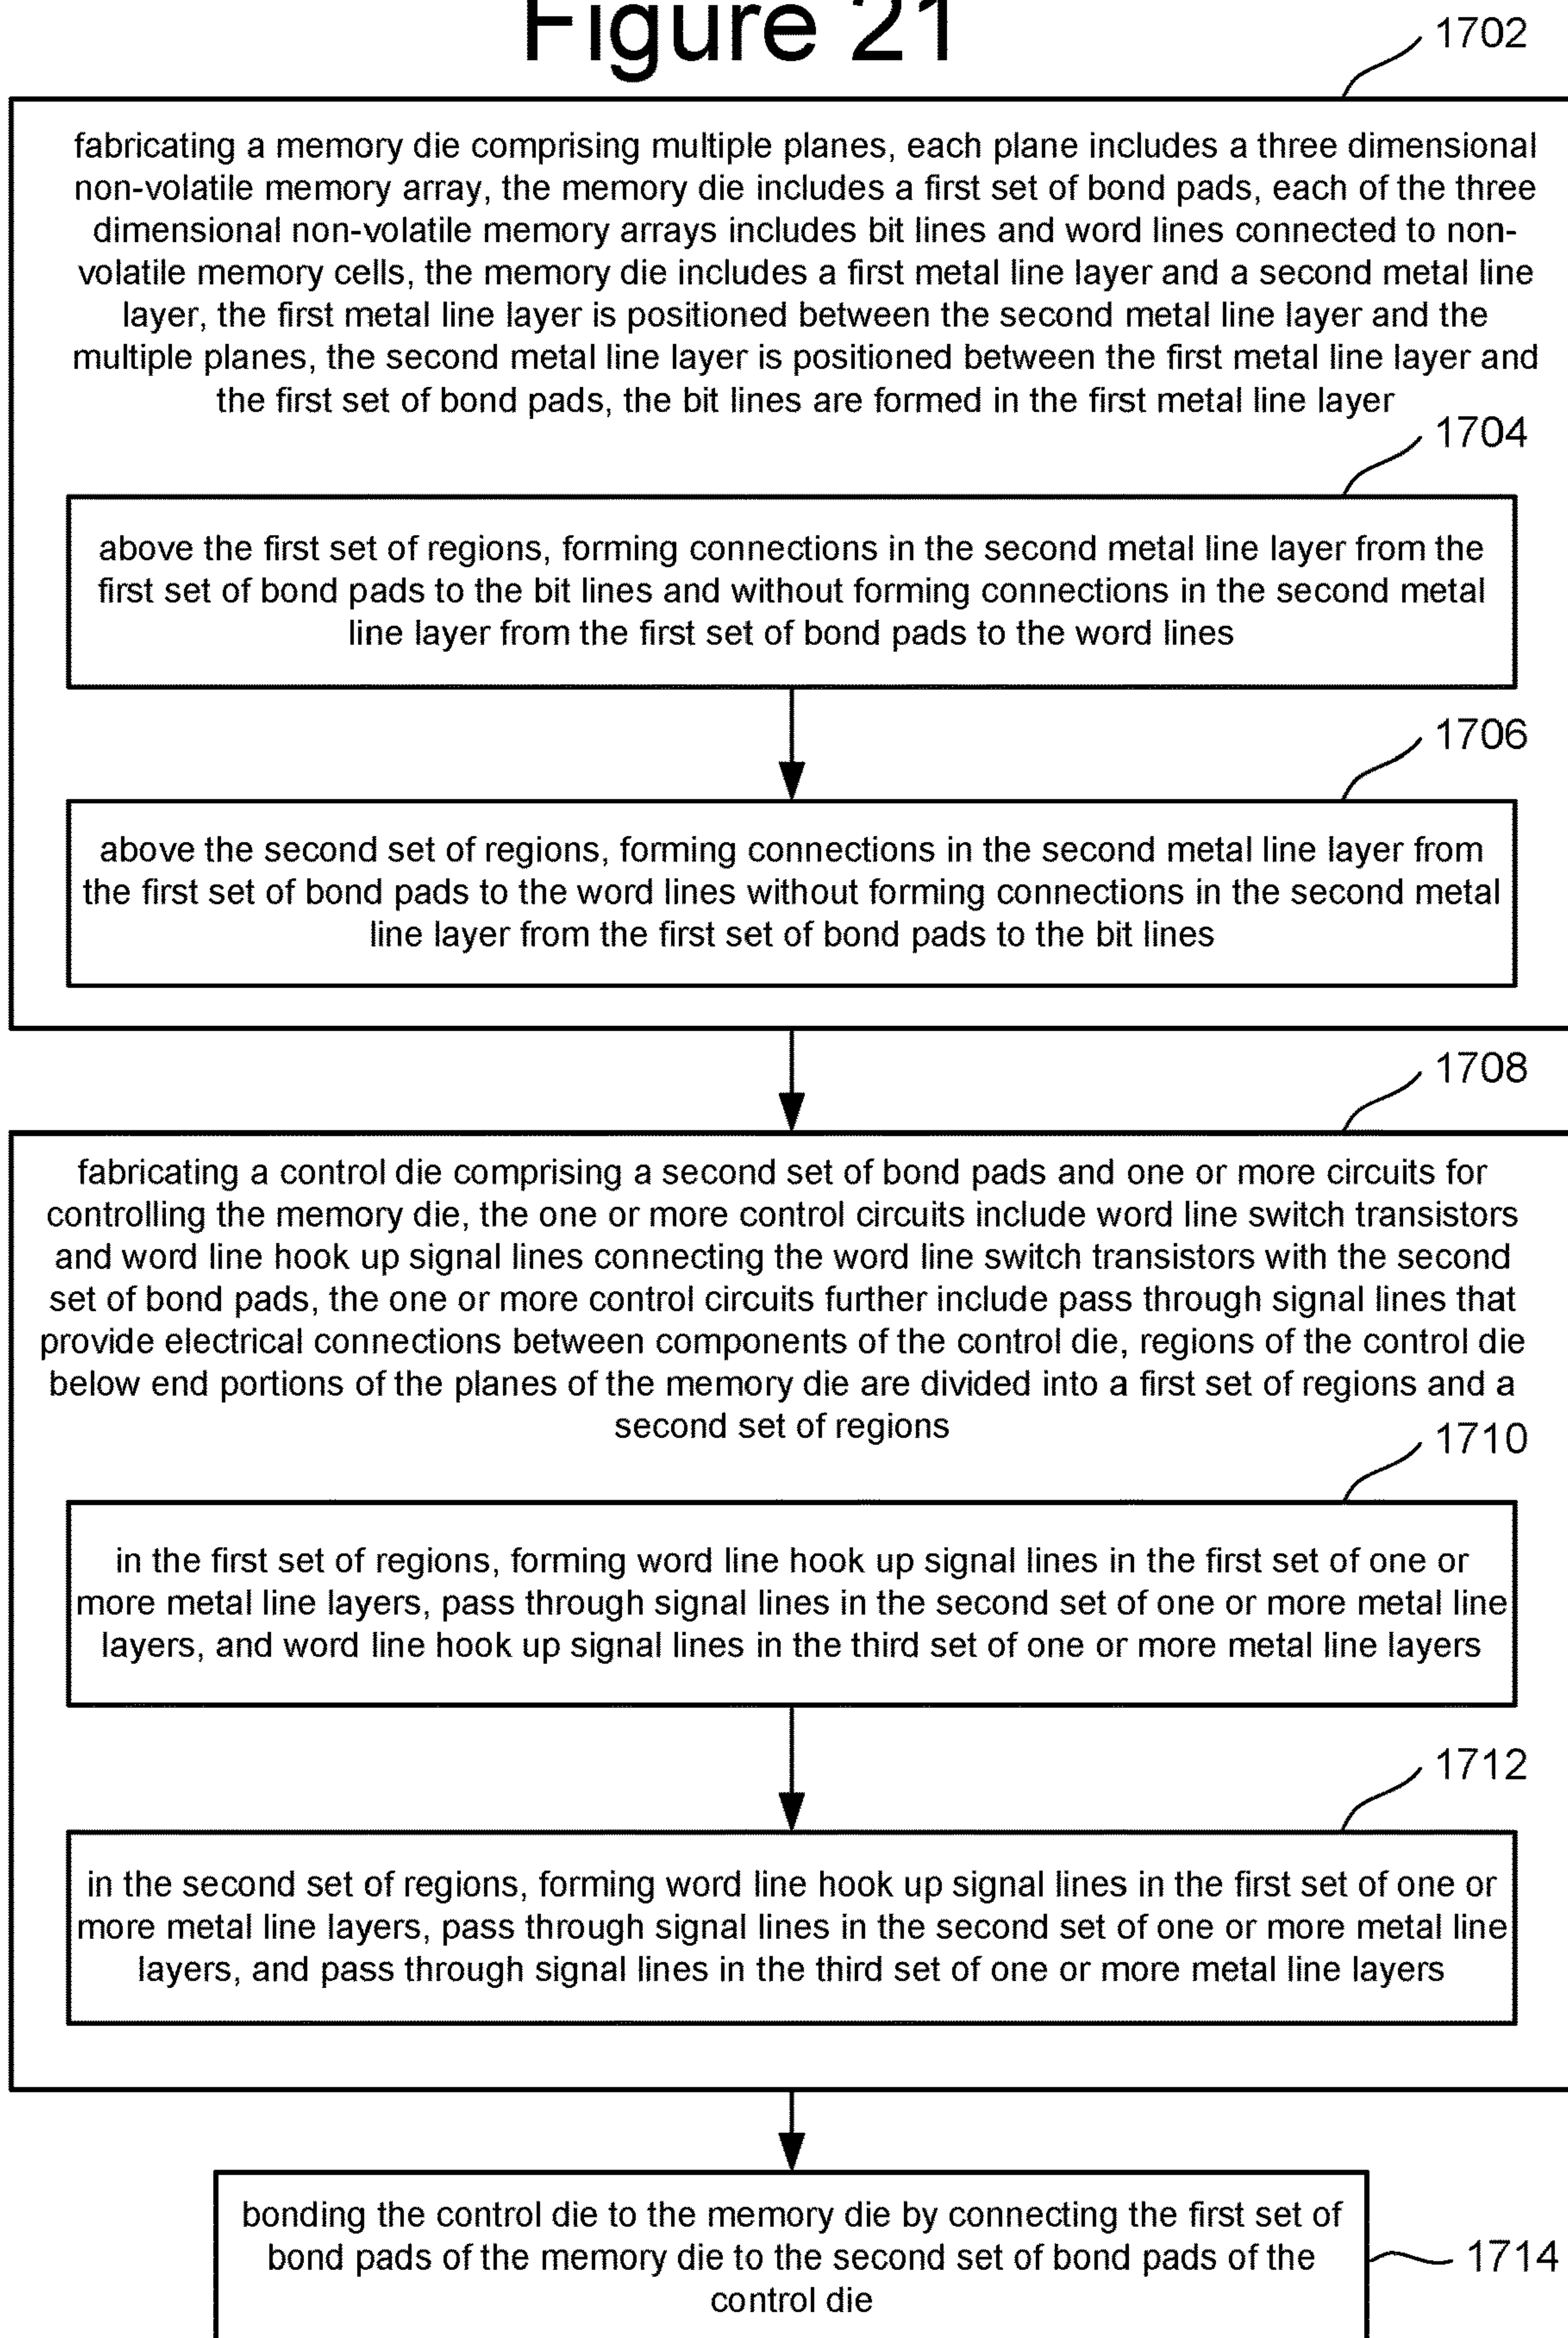 Figure 21
1702
fabricating a memory die comprising multiple planes, each plane includes a three dimensional
non-volatile memory array, the memory die includes a first set of bond pads, each of the three
dimensional non-volatile memory arrays includes bit lines and word lines connected to non-
volatile memory cells, the memory die includes a first metal line layer and a second metal line
layer, the first metal line layer is positioned between the second metal line layer and the
multiple planes, the second metal line layer is positioned between the first metal line layer and
the first set of bond pads, the bit lines are formed in the first metal line layer
1704
above the first set of regions, forming connections in the second metal line layer from the
first set of bond pads to the bit lines and without forming connections in the second metal
line layer from the first set of bond pads to the word lines
1706
above the second set of regions, forming connections in the second metal line layer from
the first set of bond pads to the word lines without forming connections in the second metal
line layer from the first set of bond pads to the bit lines
1708
fabricating a control die comprising a second set of bond pads and one or more circuits for
controlling the memory die, the one or more control circuits include word line switch transistors
and word line hook up signal lines connecting the word line switch transistors with the second
set of bond pads, the one or more control circuits further include pass through signal lines that
provide electrical connections between components of the control die, regions of the control die
below end portions of the planes of the memory die are divided into a first set of regions and a
second set of regions
1710
in the first set of regions, forming word line hook up signal lines in the first set of one or
more metal line layers, pass through signal lines in the second set of one or more metal line
layers, and word line hook up signal lines in the third set of one or more metal line layers
1712
in the second set of regions, forming word line hook up signal lines in the first set of one or
more metal line layers, pass through signal lines in the second set of one or more metal line
layers, and pass through signal lines in the third set of one or more metal line layers
bonding the control die to the memory die by connecting the first set of
bond pads of the memory die to the second set of bond pads of the
control die
1714